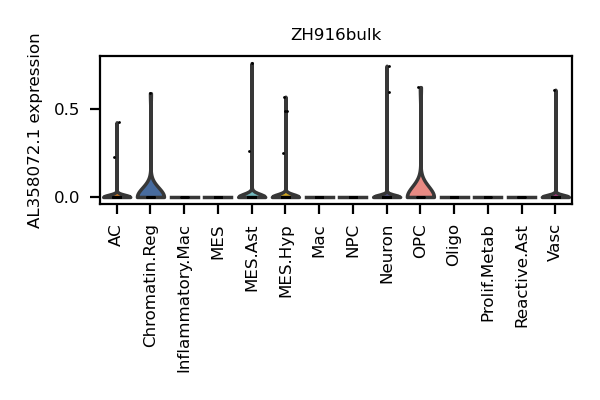 ZH916bulk
AL358072.1 expression
0.5
0.0
AC
Chromatin.Reg
Inflammatory.Mac
MES
MES.Ast
MES.Hyp
Mac
NPC
Neuron
OPC
Oligo
Prolif.Metab
Reactive.Ast
Vasc